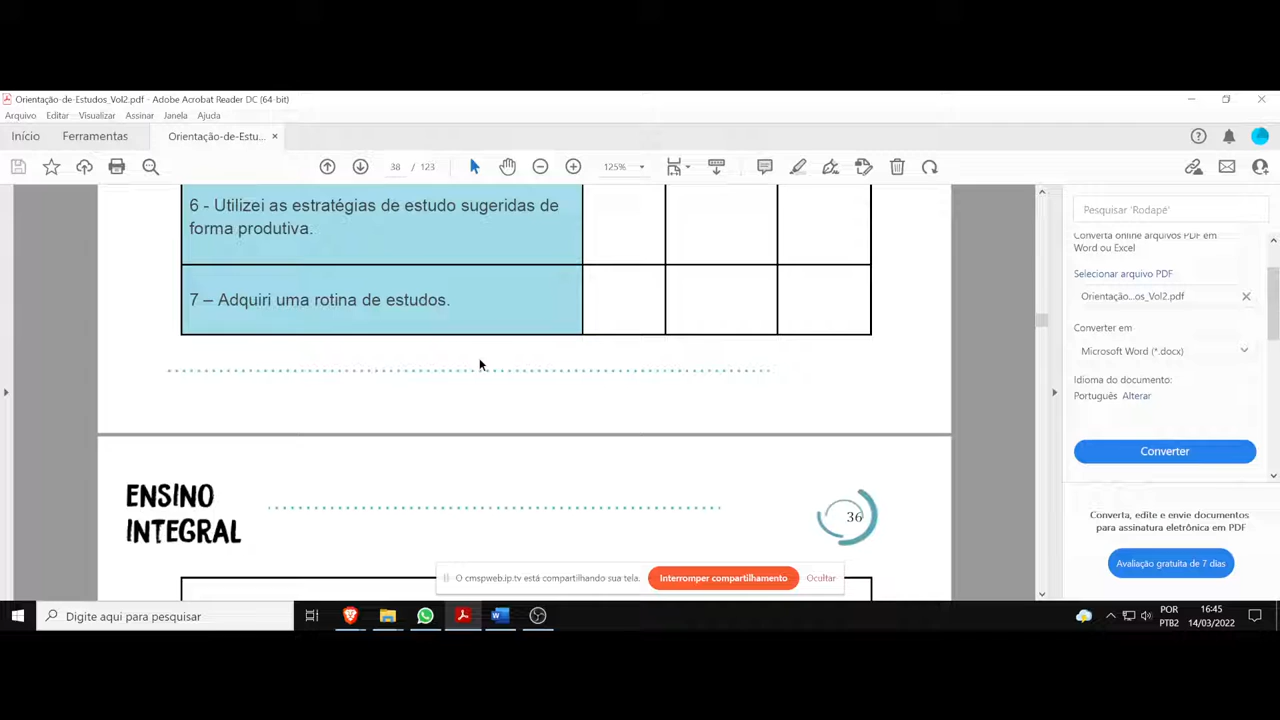 Orientação-de-Estudos_Vol2.pdf - Adobe Acrobat Reader DC (64-bit)
Arquivo Editar Visualizar Assinar Janela Ajuda
Início Ferramentas Orientação-de-Estu... ×
38 / 123 125%
6 - Utilizei as estratégias de estudo sugeridas de
forma produtiva.
7 – Adquiri uma rotina de estudos.
ENSINO
INTEGRAL
36
Pesquisar 'Rodapé'
Converta online arquivos PDF em
Word ou Excel
Selecionar arquivo PDF
Orientação...os_Vol2.pdf
Converter em
Microsoft Word (*.docx)
Idioma do documento:
Português Alterar
Converter
Converta, edite e envie documentos
para assinatura eletrônica em PDF
Avaliação gratuita de 7 dias
O cmspweb.ip.tv está compartilhando sua tela. Interromper compartilhamento Ocultar
Digite aqui para pesquisar
POR
PTB2
16:45
14/03/2022